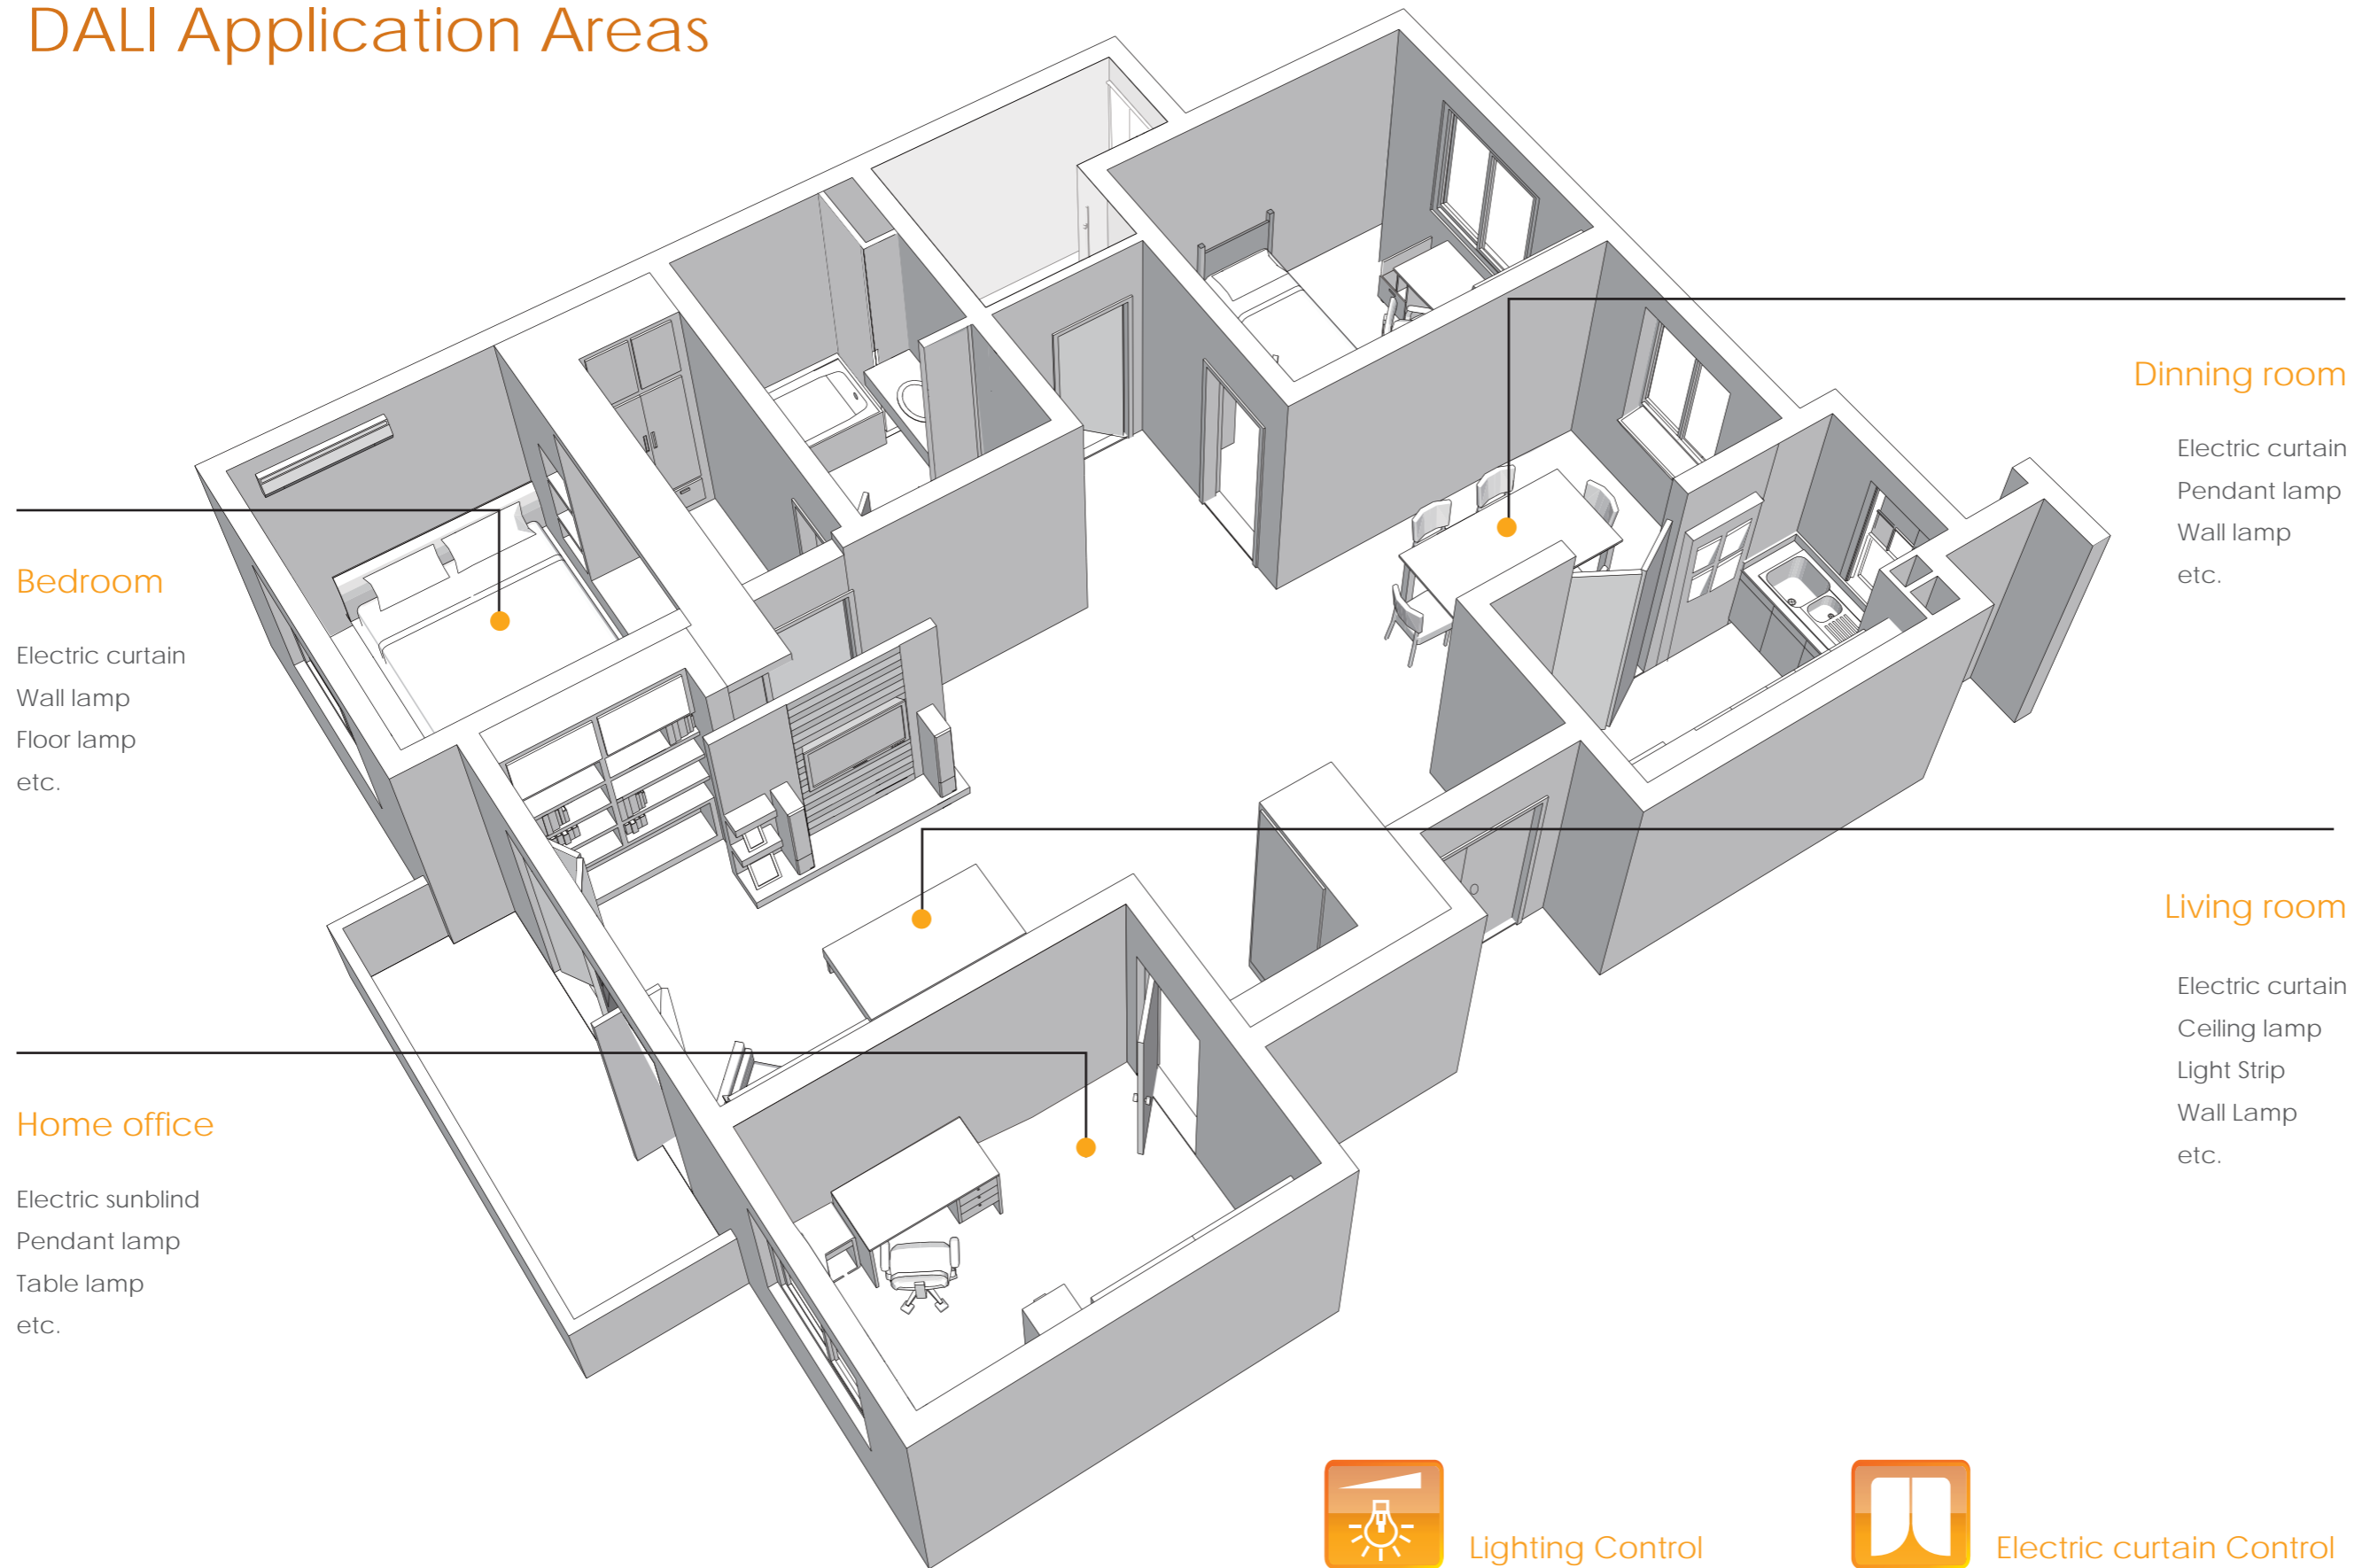 DALI Application Areas
Dinning room
Electric curtain
Pendant lamp
Wall lamp
etc.
Bedroom
Electric curtain
Wall lamp
Floor lamp
etc.
Living room
Electric curtain
Ceiling lamp
Light Strip
Wall Lamp
etc.
Home office
Electric sunblind
Pendant lamp
Table lamp
etc.
Lighting Control
Electric curtain Control